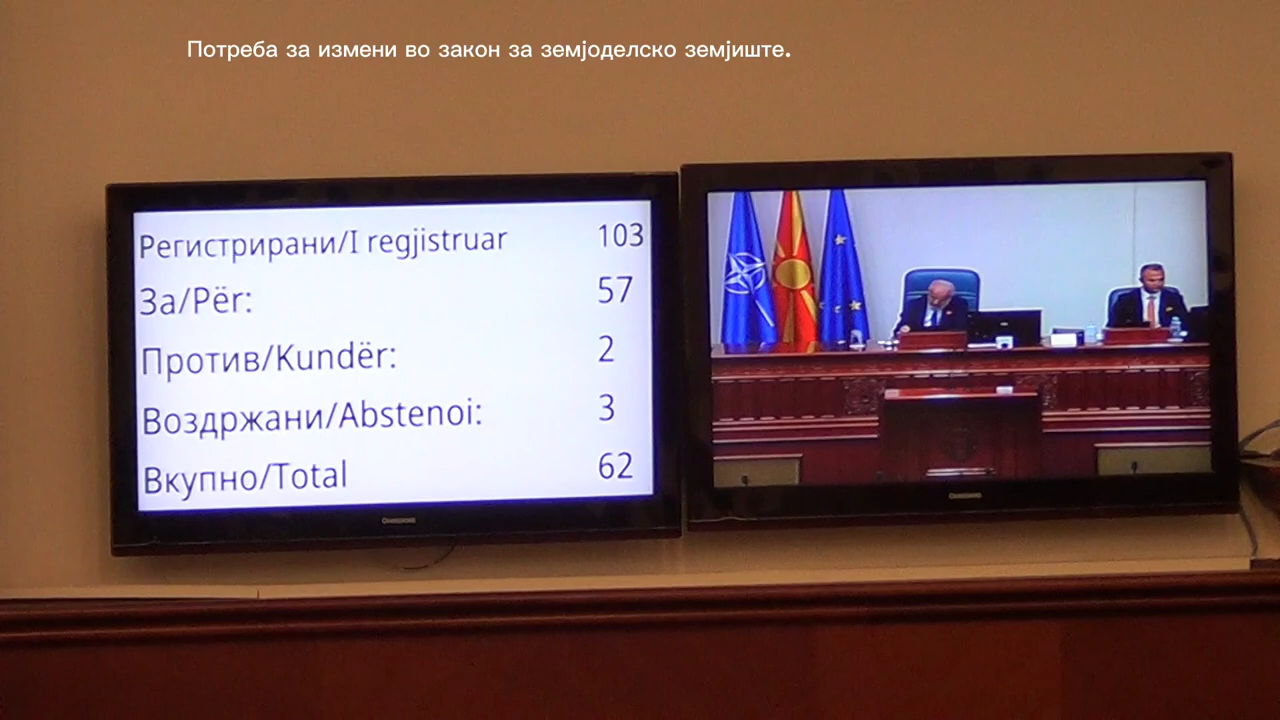 Потреба за измени во закон за земјоделско земјиште.
Регистрирани/I regjistruar 103
За/Për: 57
Против/Kundër: 2
Воздржани/Abstenoi: 3
Вкупно/Total 62